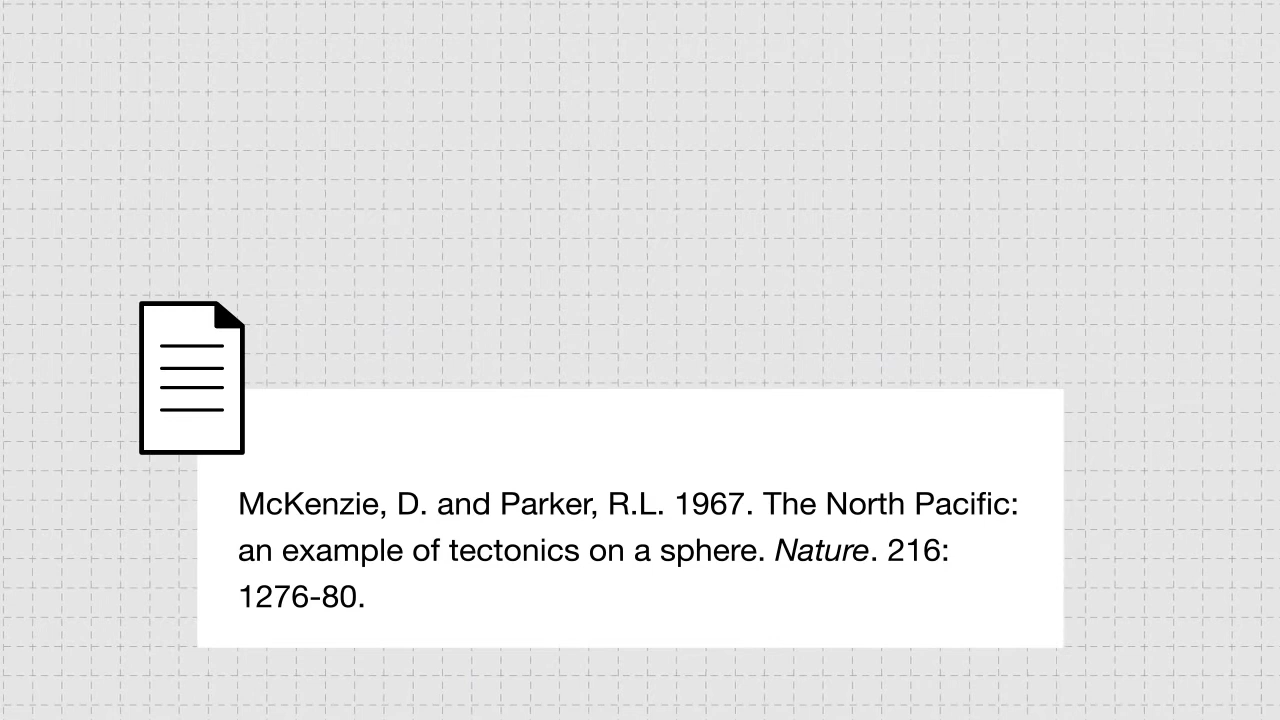 McKenzie, D. and Parker, R.L. 1967. The North Pacific:
an example of tectonics on a sphere. Nature. 216:
1276-80.